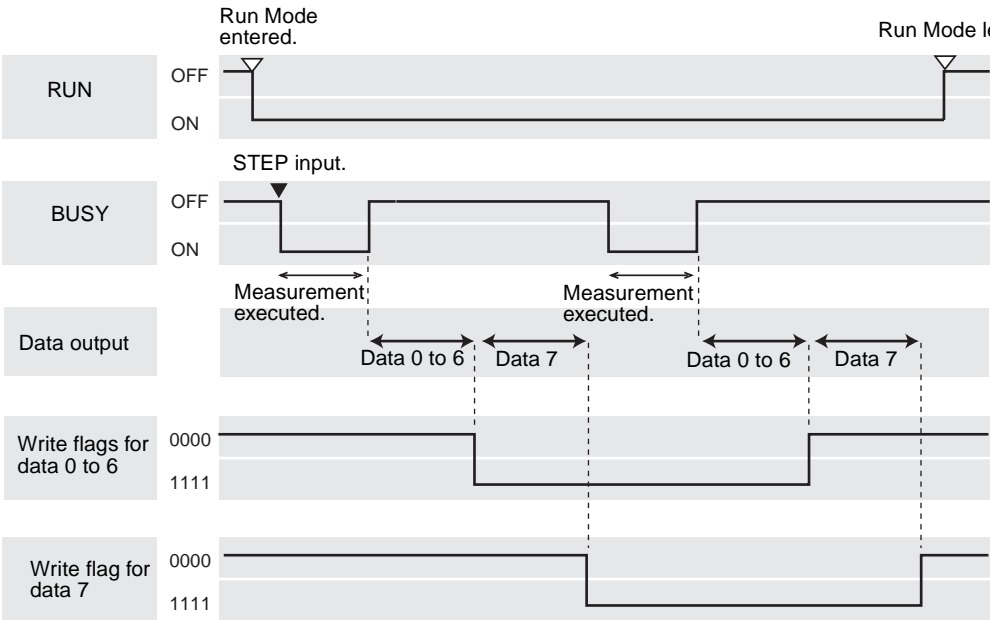 Run Mode
entered.
Run Mode
RUN
OFF
ON
STEP input.
BUSY
OFF
ON
Measurement
executed.
Measurement
executed.
Data output
Data 0 to 6
Data 7
Data 0 to 6
Data 7
Write flags for
data 0 to 6
0000
1111
Write flag for
data 7
0000
1111